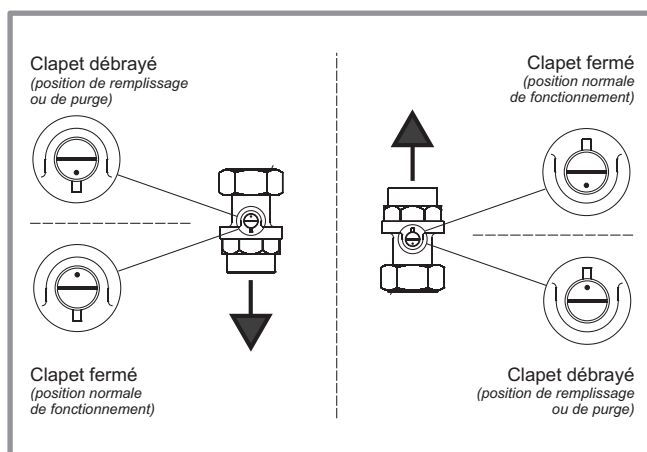 Clapet débrayé
(position de remplissage
ou de purge)
Clapet fermé
(position normale
de fonctionnement)
Clapet fermé
(position normale
de fonctionnement)
Clapet débrayé
(position de remplissage
ou de purge)